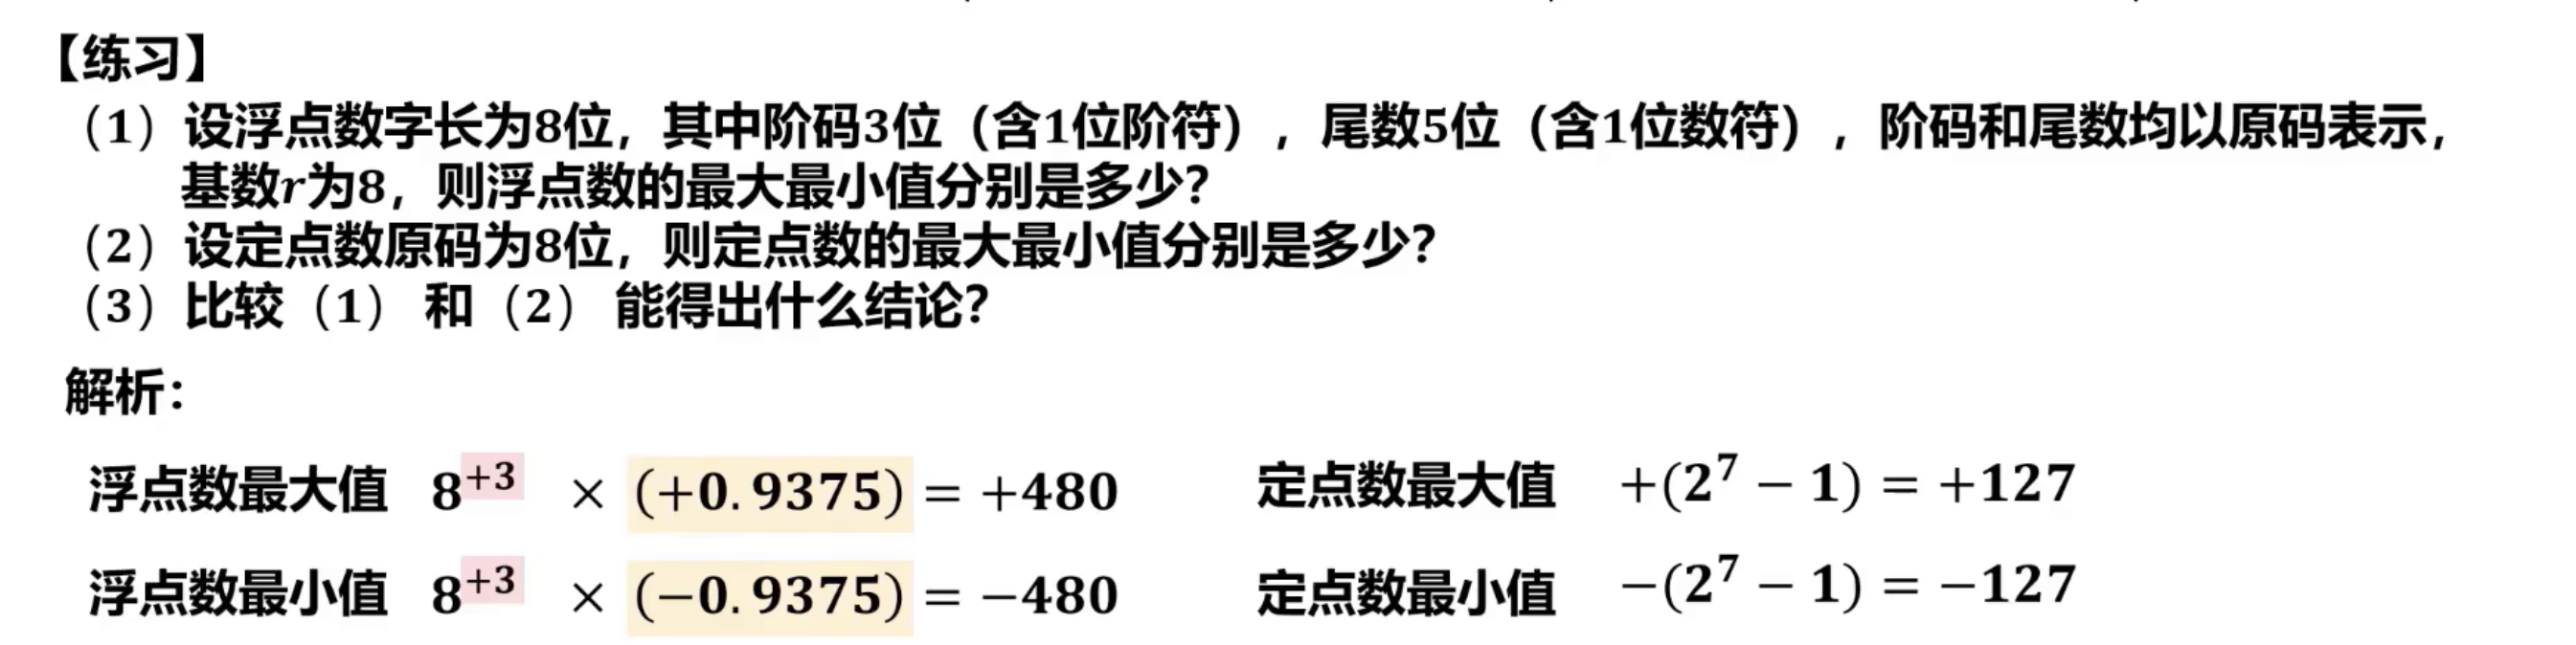 【练习】
（1）设浮点数字长为8位，其中阶码3位（含1位阶符），尾数5位（含1位数符），阶码和尾数均以原码表示，
基数r为8，则浮点数的最大最小值分别是多少？
（2）设定点数原码为8位，则定点数的最大最小值分别是多少？
（3）比较（1）和（2）能得出什么结论？
解析：
浮点数最大值 8⁺³ × (+0.9375) = +480 定点数最大值 +(2⁷ − 1) = +127
浮点数最小值 8⁺³ × (−0.9375) = −480 定点数最小值 −(2⁷ − 1) = −127